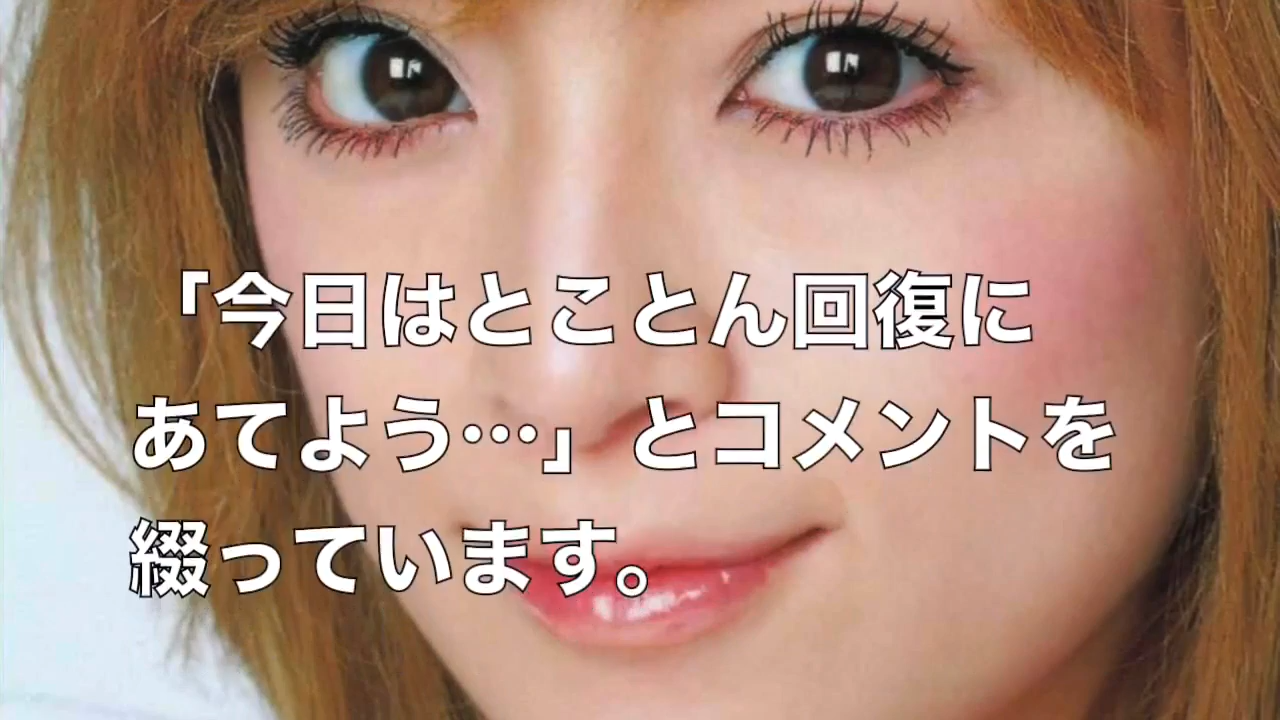 「今日はとことん回復に
あてよう…」とコメントを
綴っています。